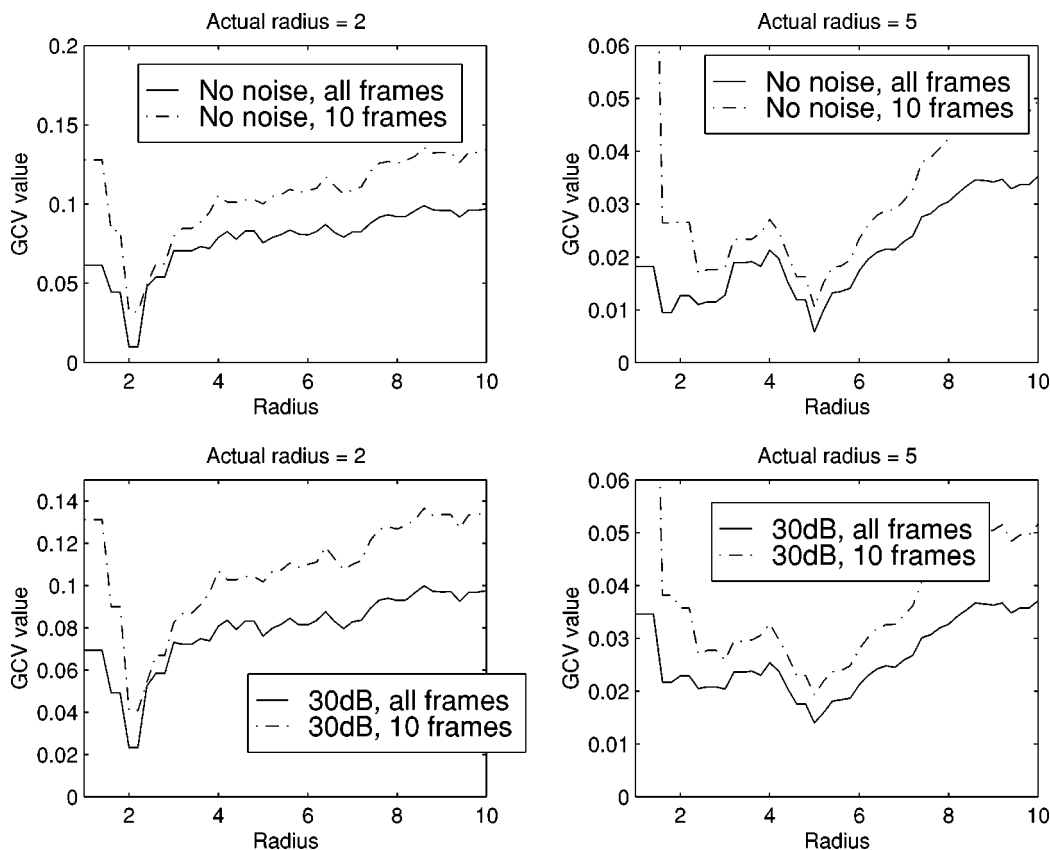 Actual radius = 2
0.2
0.15
0.1
0.05
0
GCV value
No noise, all frames
No noise, 10 frames
2
4
6
8
10
Radius
Actual radius = 5
0.06
0.05
0.04
0.03
0.02
0.01
0
GCV value
No noise, all frames
No noise, 10 frames
2
4
6
8
10
Radius
Actual radius = 2
0.14
0.12
0.1
0.08
0.06
0.04
0.02
0
GCV value
30dB, all frames
30dB, 10 frames
2
4
6
8
10
Radius
Actual radius = 5
0.06
0.05
0.04
0.03
0.02
0.01
0
GCV value
30dB, all frames
30dB, 10 frames
2
4
6
8
10
Radius